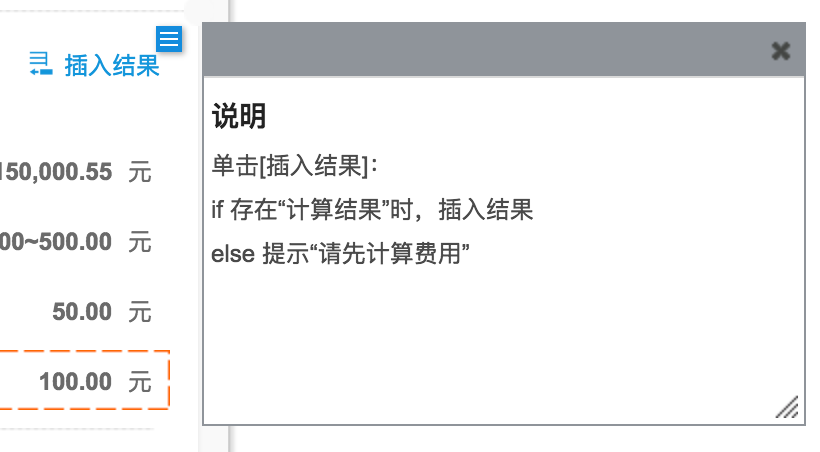 插入结果
150,000.55 元
00~500.00 元
50.00 元
100.00 元
说明
单击[插入结果]：
if 存在“计算结果”时，插入结果
else 提示“请先计算费用”